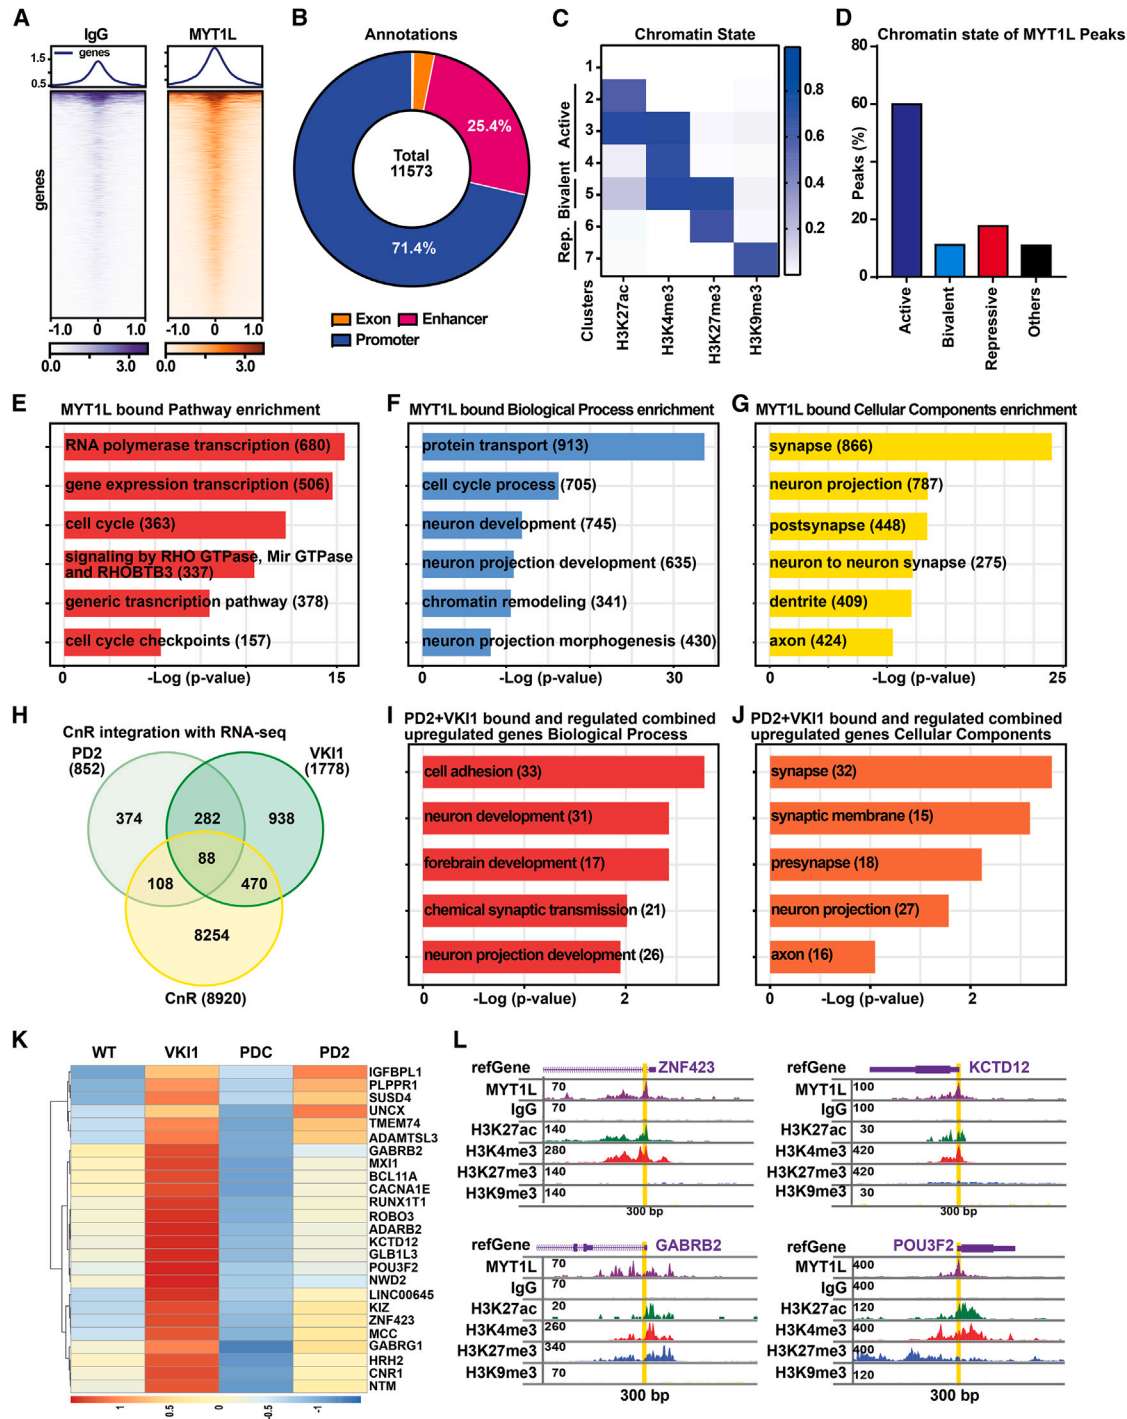 A
IgG
MYT1L
genes
1.5
0.5
genes
-1.0
0
1.0
-1.0
0
1.0
0.0
3.0
0.0
3.0
B
Annotations
25.4%
Total
11573
71.4%
Exon
Enhancer
Promoter
C
Chromatin State
1
2
3
4
5
6
7
Active
Bivalent
Rep.
Clusters
H3K27ac
H3K4me3
H3K27me3
H3K9me3
0.8
0.6
0.4
0.2
D
Chromatin state of MYT1L Peaks
80
60
40
20
0
Peaks (%)
Active
Bivalent
Repressive
Others
E
MYT1L bound Pathway enrichment
RNA polymerase transcription (680)
gene expression transcription (506)
cell cycle (363)
signaling by RHO GTPase, Mir GTPase
and RHOBTB3 (337)
generic trasncription pathway (378)
cell cycle checkpoints (157)
0
-Log (p-value)
15
F
MYT1L bound Biological Process enrichment
protein transport (913)
cell cycle process (705)
neuron development (745)
neuron projection development (635)
chromatin remodeling (341)
neuron projection morphogenesis (430)
0
-Log (p-value)
30
G
MYT1L bound Cellular Components enrichment
synapse (866)
neuron projection (787)
postsynapse (448)
neuron to neuron synapse (275)
dentrite (409)
axon (424)
0
-Log (p-value)
25
H
CnR integration with RNA-seq
PD2
(852)
VKI1
(1778)
374
282
938
88
108
470
8254
CnR (8920)
I
PD2+VKI1 bound and regulated combined
upregulated genes Biological Process
cell adhesion (33)
neuron development (31)
forebrain development (17)
chemical synaptic transmission (21)
neuron projection development (26)
0
-Log (p-value)
2
J
PD2+VKI1 bound and regulated combined
upregulated genes Cellular Components
synapse (32)
synaptic membrane (15)
presynapse (18)
neuron projection (27)
axon (16)
0
-Log (p-value)
2
K
WT
VKI1
PDC
PD2
IGFBPL1
PLPPR1
SUSD4
UNCX
TMEM74
ADAMTSL3
GABRB2
MXI1
BCL11A
CACNA1E
RUNX1T1
ROBO3
ADARB2
KCTD12
GLB1L3
POU3F2
NWD2
LINC00645
KIZ
ZNF423
MCC
GABRG1
HRH2
CNR1
NTM
1
0.5
0
-0.5
-1
L
refGene
ZNF423
MYT1L
70
IgG
70
H3K27ac
140
H3K4me3
280
H3K27me3
140
H3K9me3
140
300 bp
refGene
KCTD12
MYT1L
100
IgG
100
H3K27ac
30
H3K4me3
420
H3K27me3
420
H3K9me3
30
300 bp
refGene
GABRB2
MYT1L
70
IgG
70
H3K27ac
20
H3K4me3
260
H3K27me3
340
H3K9me3
70
300 bp
refGene
POU3F2
MYT1L
400
IgG
400
H3K27ac
120
H3K4me3
400
H3K27me3
400
H3K9me3
120
300 bp